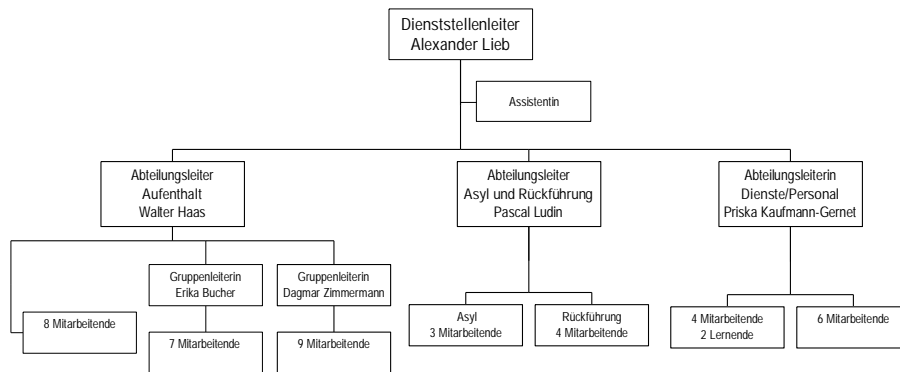 Dienststellenleiter
Alexander Lieb
Assistentin
Abteilungsleiter
Aufenthalt
Walter Haas
Abteilungsleiter
Asyl und Rückführung
Pascal Ludin
Abteilungsleiterin
Dienste/Personal
Priska Kaufmann-Gernet
Gruppenleiterin
Erika Bucher
Gruppenleiterin
Dagmar Zimmermann
8 Mitarbeitende
7 Mitarbeitende
9 Mitarbeitende
Asyl
3 Mitarbeitende
Rückführung
4 Mitarbeitende
4 Mitarbeitende
2 Lernende
6 Mitarbeitende